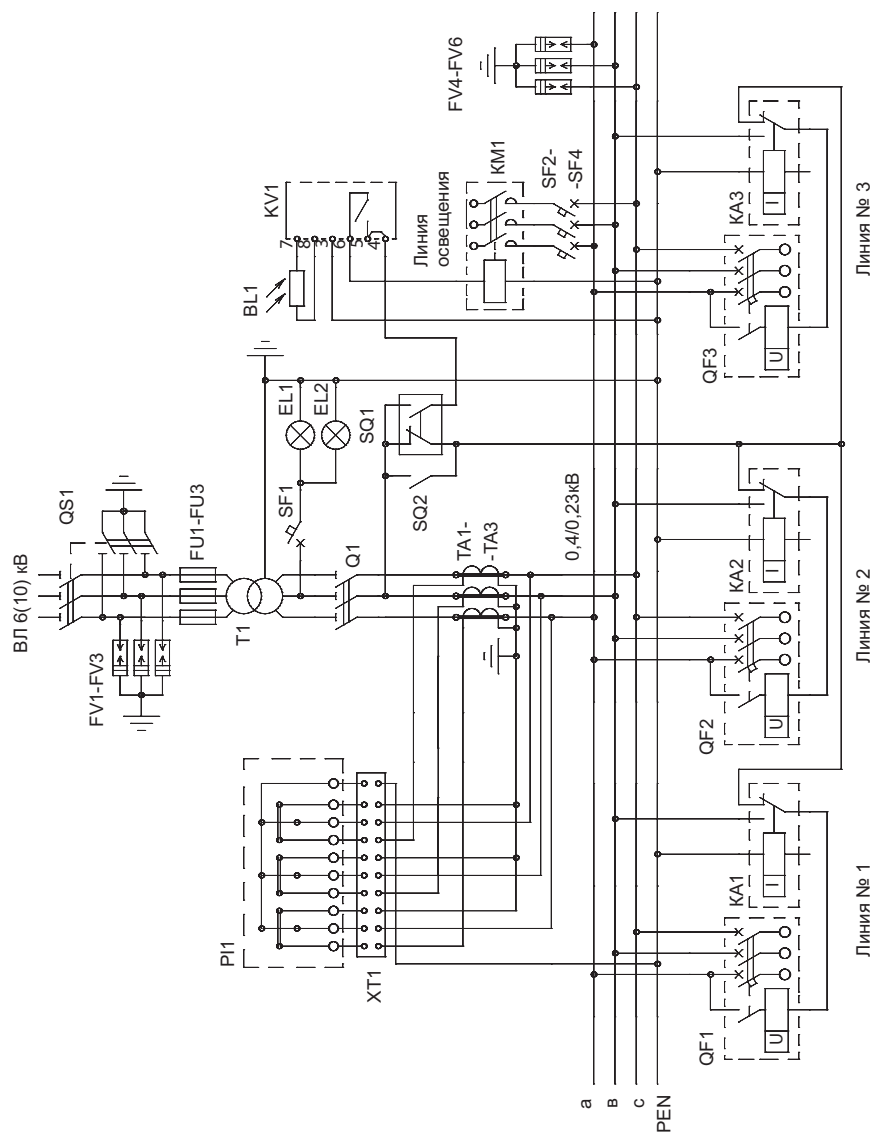 ВЛ 6(10) кВ
QS1
FV1-FV3
FU1-FU3
T1
SF1
EL1
EL2
BL1
KV1
7
8
3
6
5
4
Линия
освещения
KM1
SF2-
-SF4
FV4-FV6
Q1
SQ1
SQ2
TA1-
-TA3
0,4/0,23кВ
PI1
XT1
а
в
с
PEN
QF1
U
KA1
I
Линия № 1
QF2
U
KA2
I
Линия № 2
QF3
U
KA3
I
Линия № 3